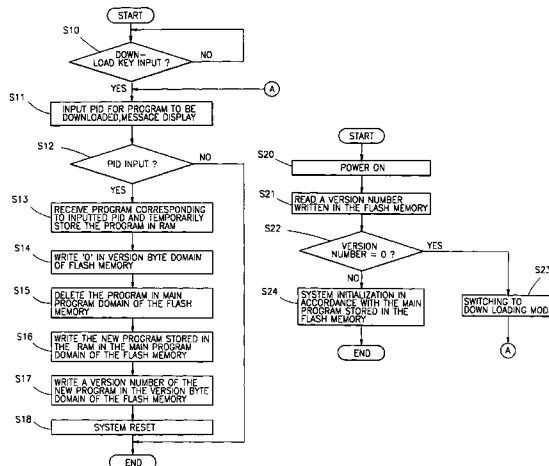 START
S10
DOWN-
LOAD KEY INPUT ?
NO
YES
A
S11
INPUT PID FOR PROGRAM TO BE
DOWNLOADED,MESSAGE DISPLAY
S12
PID INPUT ?
NO
YES
S13
RECEIVE PROGRAM CORRESPONDING
TO INPUTTED PID AND TEMPORARILY
STORE THE PROGRAM IN RAM
S14
WRITE '0' IN VERSION BYTE DOMAIN
OF FLASH MEMORY
S15
DELETE THE PROGRAM IN MAIN
PROGRAM DOMAIN OF THE FLASH
MEMORY
S16
WRITE THE NEW PROGRAM STORED IN
THE RAM IN THE MAIN PROGRAM
DOMAIN OF THE FLASH MEMORY
S17
WRITE A VERSION NUMBER OF THE
NEW PROGRAM IN THE VERSION BYTE
DOMAIN OF THE FLASH MEMORY
S18
SYSTEM RESET
END
START
S20
POWER ON
S21
READ A VERSION NUMBER
WRITTEN IN THE FLASH MEMORY
S22
VERSION
NUMBER = 0 ?
YES
NO
S24
SYSTEM INITIALIZATION IN
ACCORDANCE WITH THE MAIN
PROGRAM STORED IN THE
FLASH MEMORY
END
S23
SWITCHING TO
DOWN LOADING MOD
A